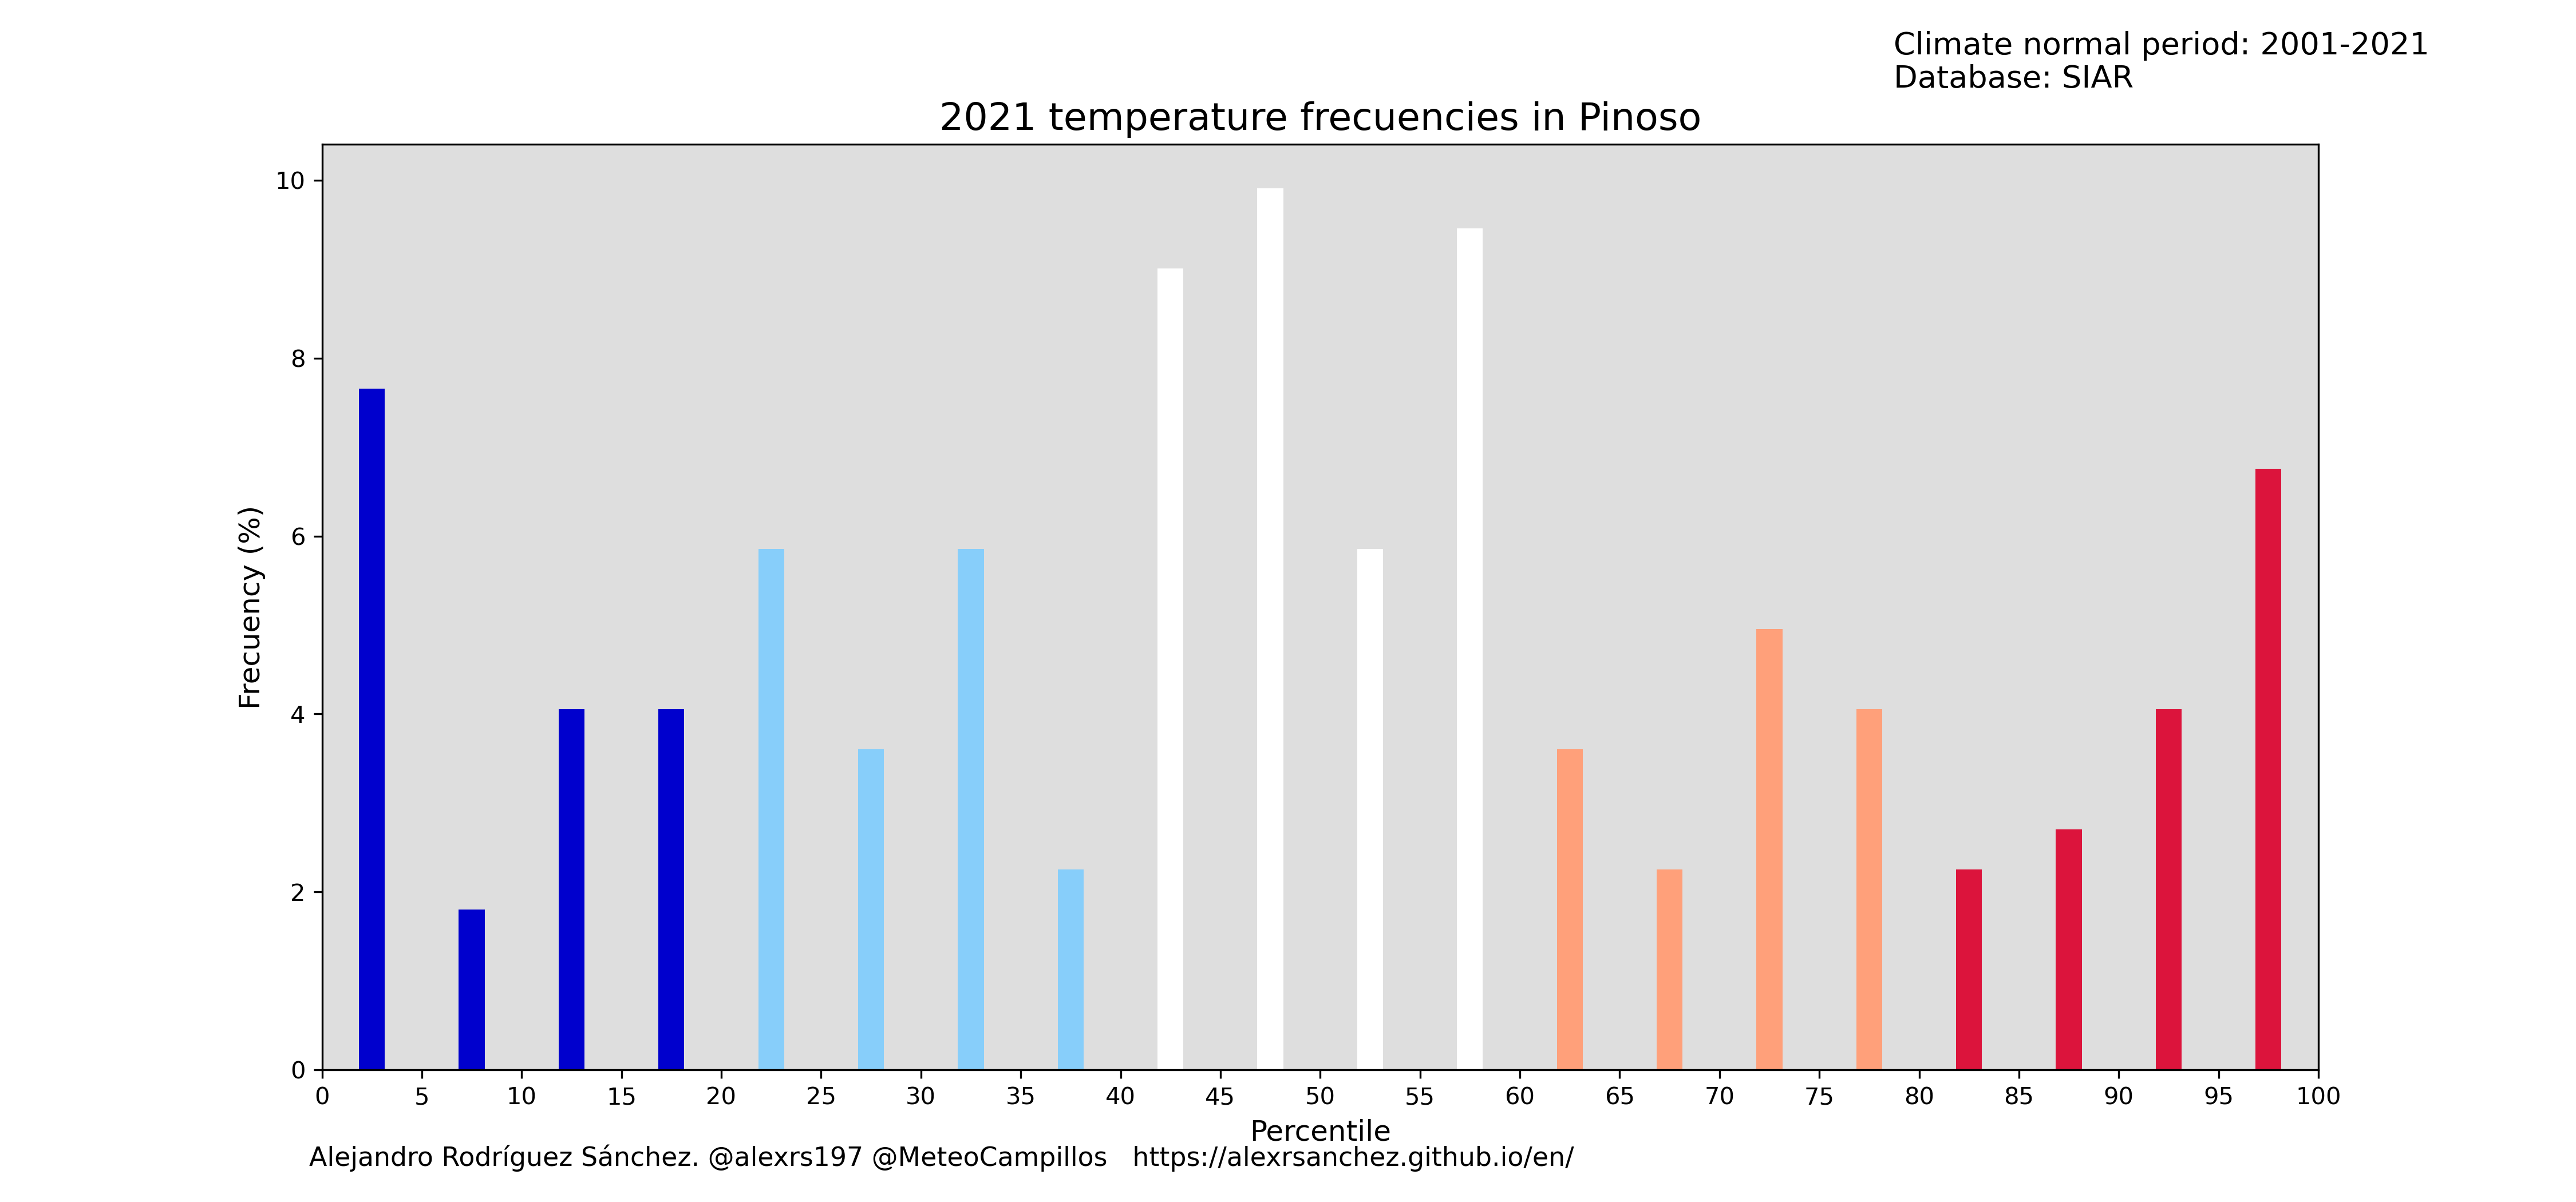 Climate normal period: 2001-2021
Database: SIAR
2021 temperature frecuencies in Pinoso
Frecuency (%)
10
8
6
4
2
0
0 5 10 15 20 25 30 35 40 45 50 55 60 65 70 75 80 85 90 95 100
Percentile
Alejandro Rodríguez Sánchez. @alexrs197 @MeteoCampillos https://alexrsanchez.github.io/en/